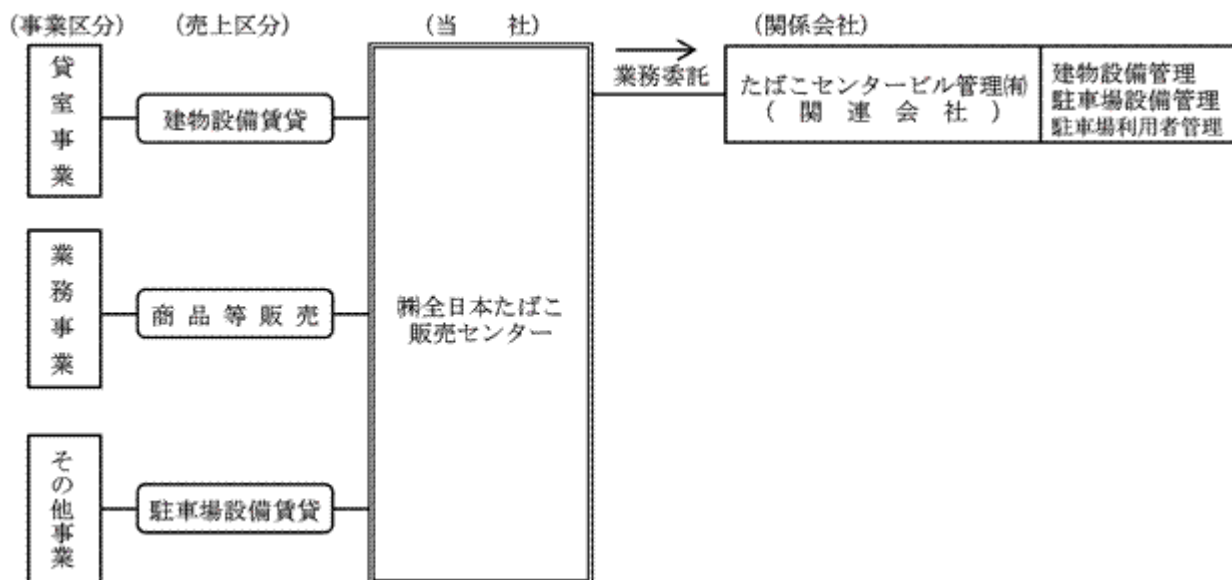 (事業区分) (売上区分) (当　　社) (関係会社)
貸室事業
建物設備賃貸
業務委託
たばこセンタービル管理㈲
(関連会社)
建物設備管理
駐車場設備管理
駐車場利用者管理
業務事業
商品等販売
㈱全日本たばこ
販売センター
その他事業
駐車場設備賃貸